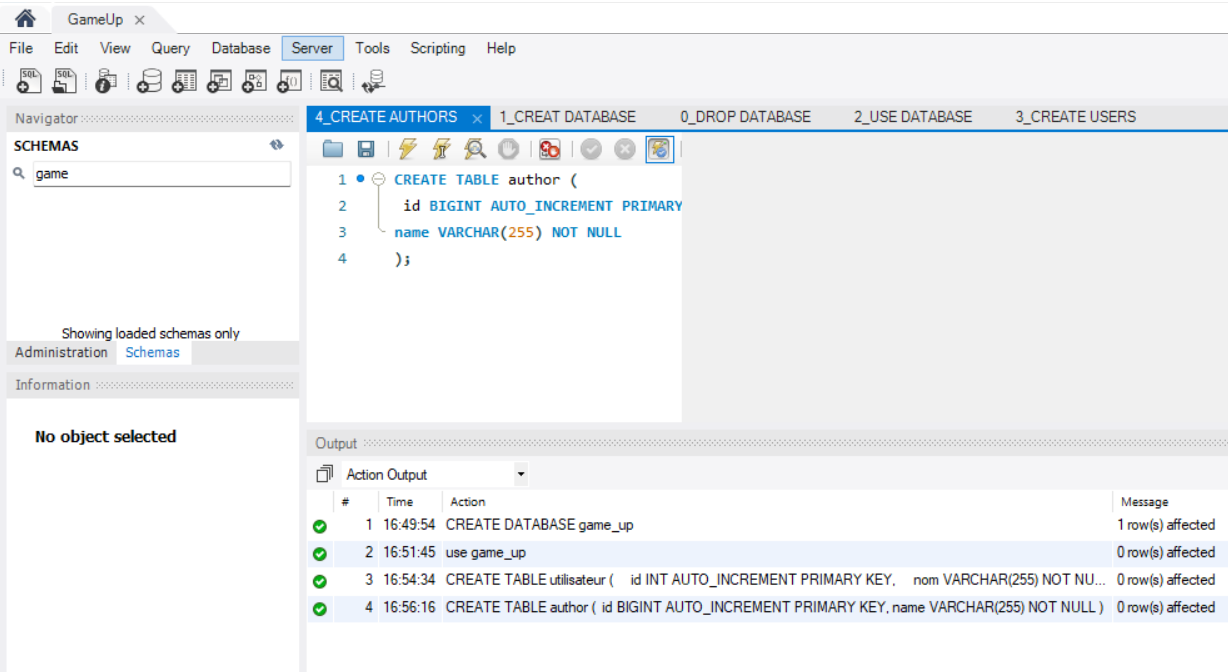 GameUp
File Edit View Query Database Server Tools Scripting Help
SQL SQL
Navigator
SCHEMAS
game
Showing loaded schemas only
Administration Schemas
Information
No object selected
4_CREATE AUTHORS 1_CREAT DATABASE 0_DROP DATABASE 2_USE DATABASE 3_CREATE USERS
1 CREATE TABLE author (
2 id BIGINT AUTO_INCREMENT PRIMARY
3 name VARCHAR(255) NOT NULL
4 );
Output
Action Output
# Time Action Message
1 16:49:54 CREATE DATABASE game_up 1 row(s) affected
2 16:51:45 use game_up 0 row(s) affected
3 16:54:34 CREATE TABLE utilisateur ( id INT AUTO_INCREMENT PRIMARY KEY, nom VARCHAR(255) NOT NU... 0 row(s) affected
4 16:56:16 CREATE TABLE author ( id BIGINT AUTO_INCREMENT PRIMARY KEY, name VARCHAR(255) NOT NULL ) 0 row(s) affected